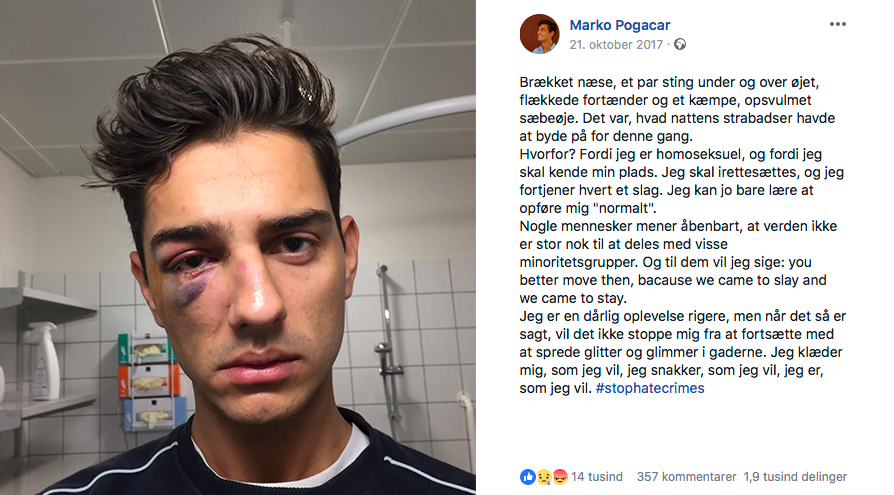 Marko Pogacar
21. oktober 2017 ·
Brækket næse, et par sting under og over øjet,
flækkede fortænder og et kæmpe, opsvulmet
sæbeøje. Det var, hvad nattens strabadser havde
at byde på for denne gang.
Hvorfor? Fordi jeg er homoseksuel, og fordi jeg
skal kende min plads. Jeg skal irettesættes, og jeg
fortjener hvert et slag. Jeg kan jo bare lære at
opføre mig "normalt".
Nogle mennesker mener åbenbart, at verden ikke
er stor nok til at deles med visse
minoritetsgrupper. Og til dem vil jeg sige: you
better move then, bacause we came to slay and
we came to stay.
Jeg er en dårlig oplevelse rigere, men når det så er
sagt, vil det ikke stoppe mig fra at fortsætte med
at sprede glitter og glimmer i gaderne. Jeg klæder
mig, som jeg vil, jeg snakker, som jeg vil, jeg er,
som jeg vil. #stophatecrimes
14 tusind 357 kommentarer 1,9 tusind delinger